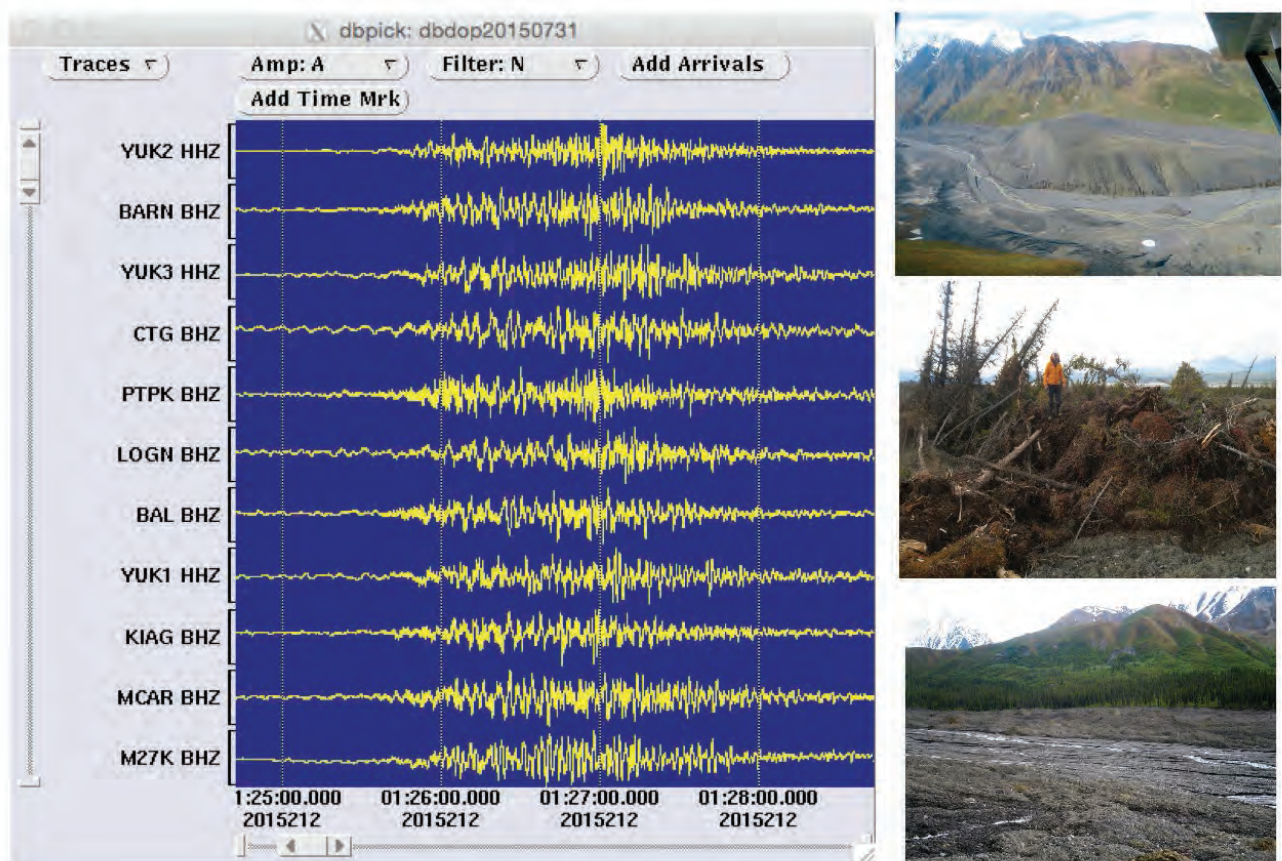 X dbpick: dbdop20150731
Traces Amp: A Filter: N Add Arrivals
Add Time Mrk
YUK2 HHZ
BARN BHZ
YUK3 HHZ
CTG BHZ
PTPK BHZ
LOGN BHZ
BAL BHZ
YUK1 HHZ
KIAG BHZ
MCAR BHZ
M27K BHZ
1:25:00.000 01:26:00.000 01:27:00.000 01:28:00.000
2015212 2015212 2015212 2015212